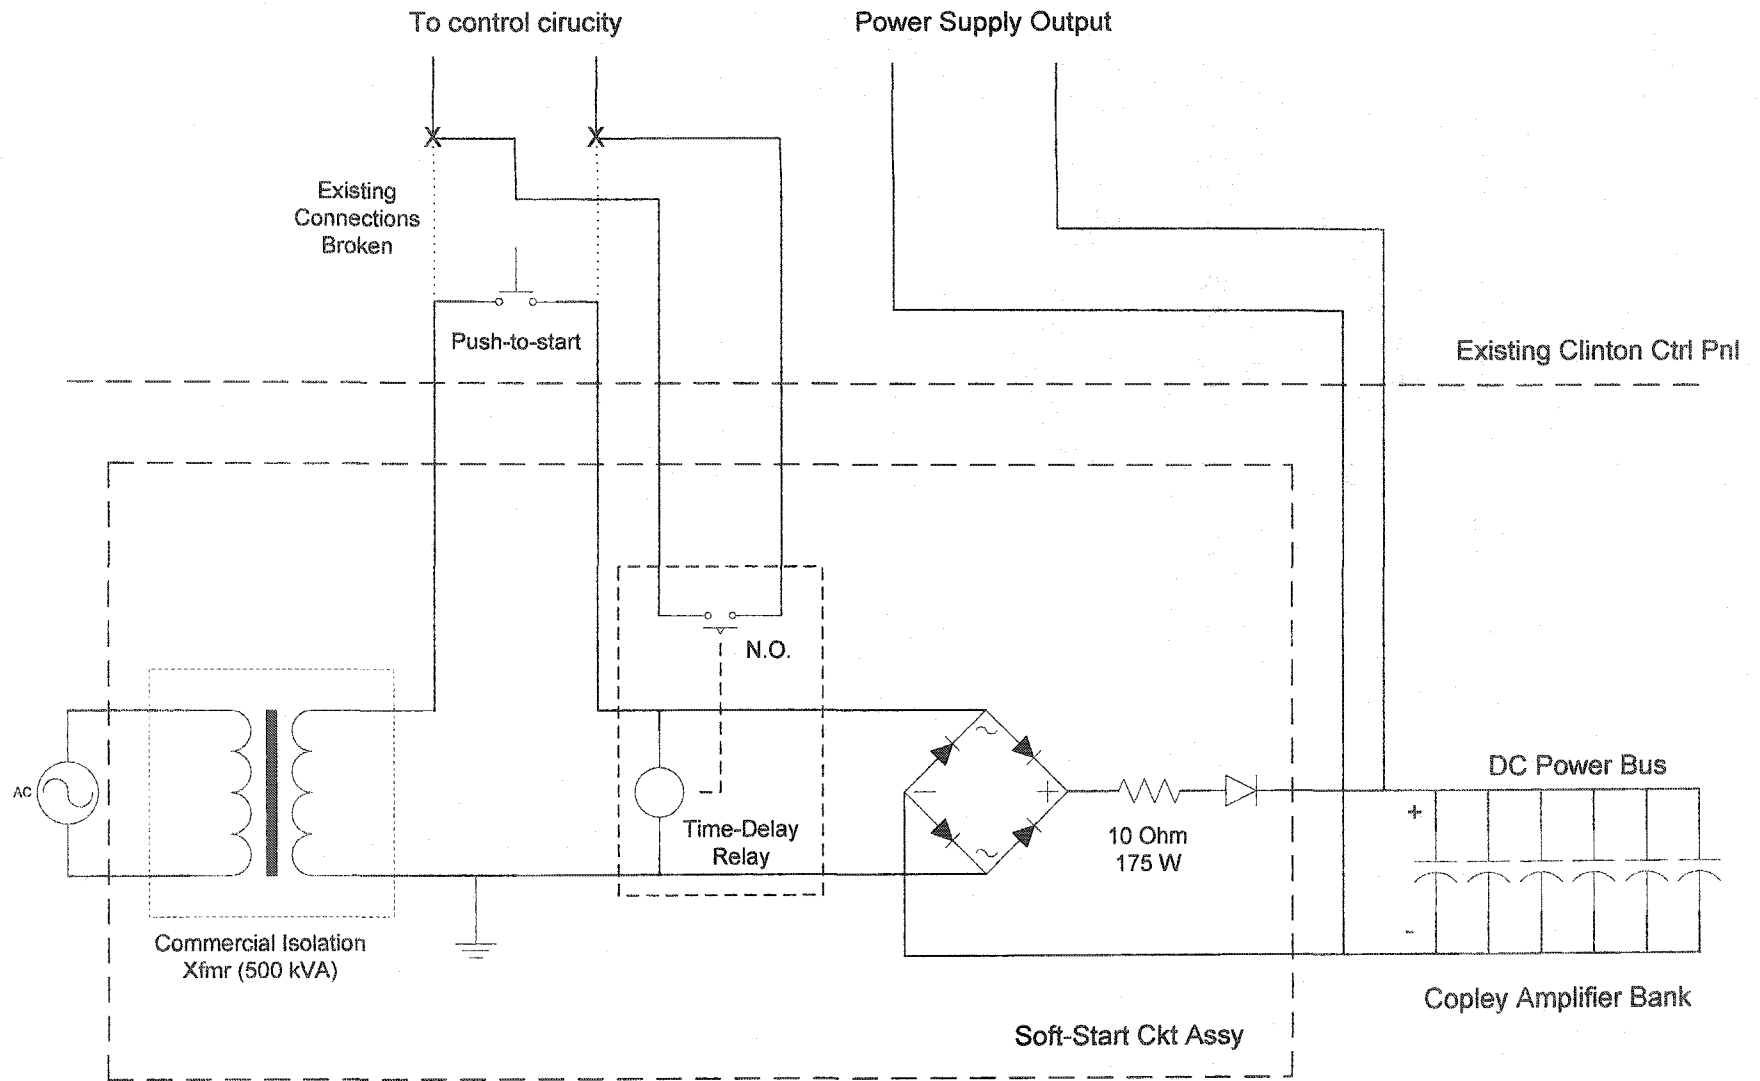 To control cirucity
Power Supply Output
X
X
Existing
Connections
Broken
Push-to-start
Existing Clinton Ctrl Pnl
N.O.
AC
Time-Delay
Relay
10 Ohm
175 W
DC Power Bus
+
-
Commercial Isolation
Xfmr (500 kVA)
Copley Amplifier Bank
Soft-Start Ckt Assy